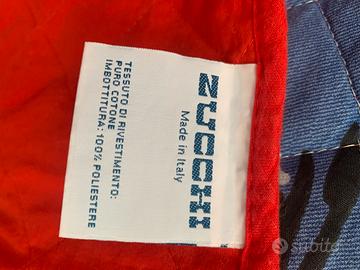 ZUCCHI
Made in Italy
TESSUTO DI RIVESTIMENTO:
PURO COTONE
IMBOTTITURA: 100% POLIESTERE
subito